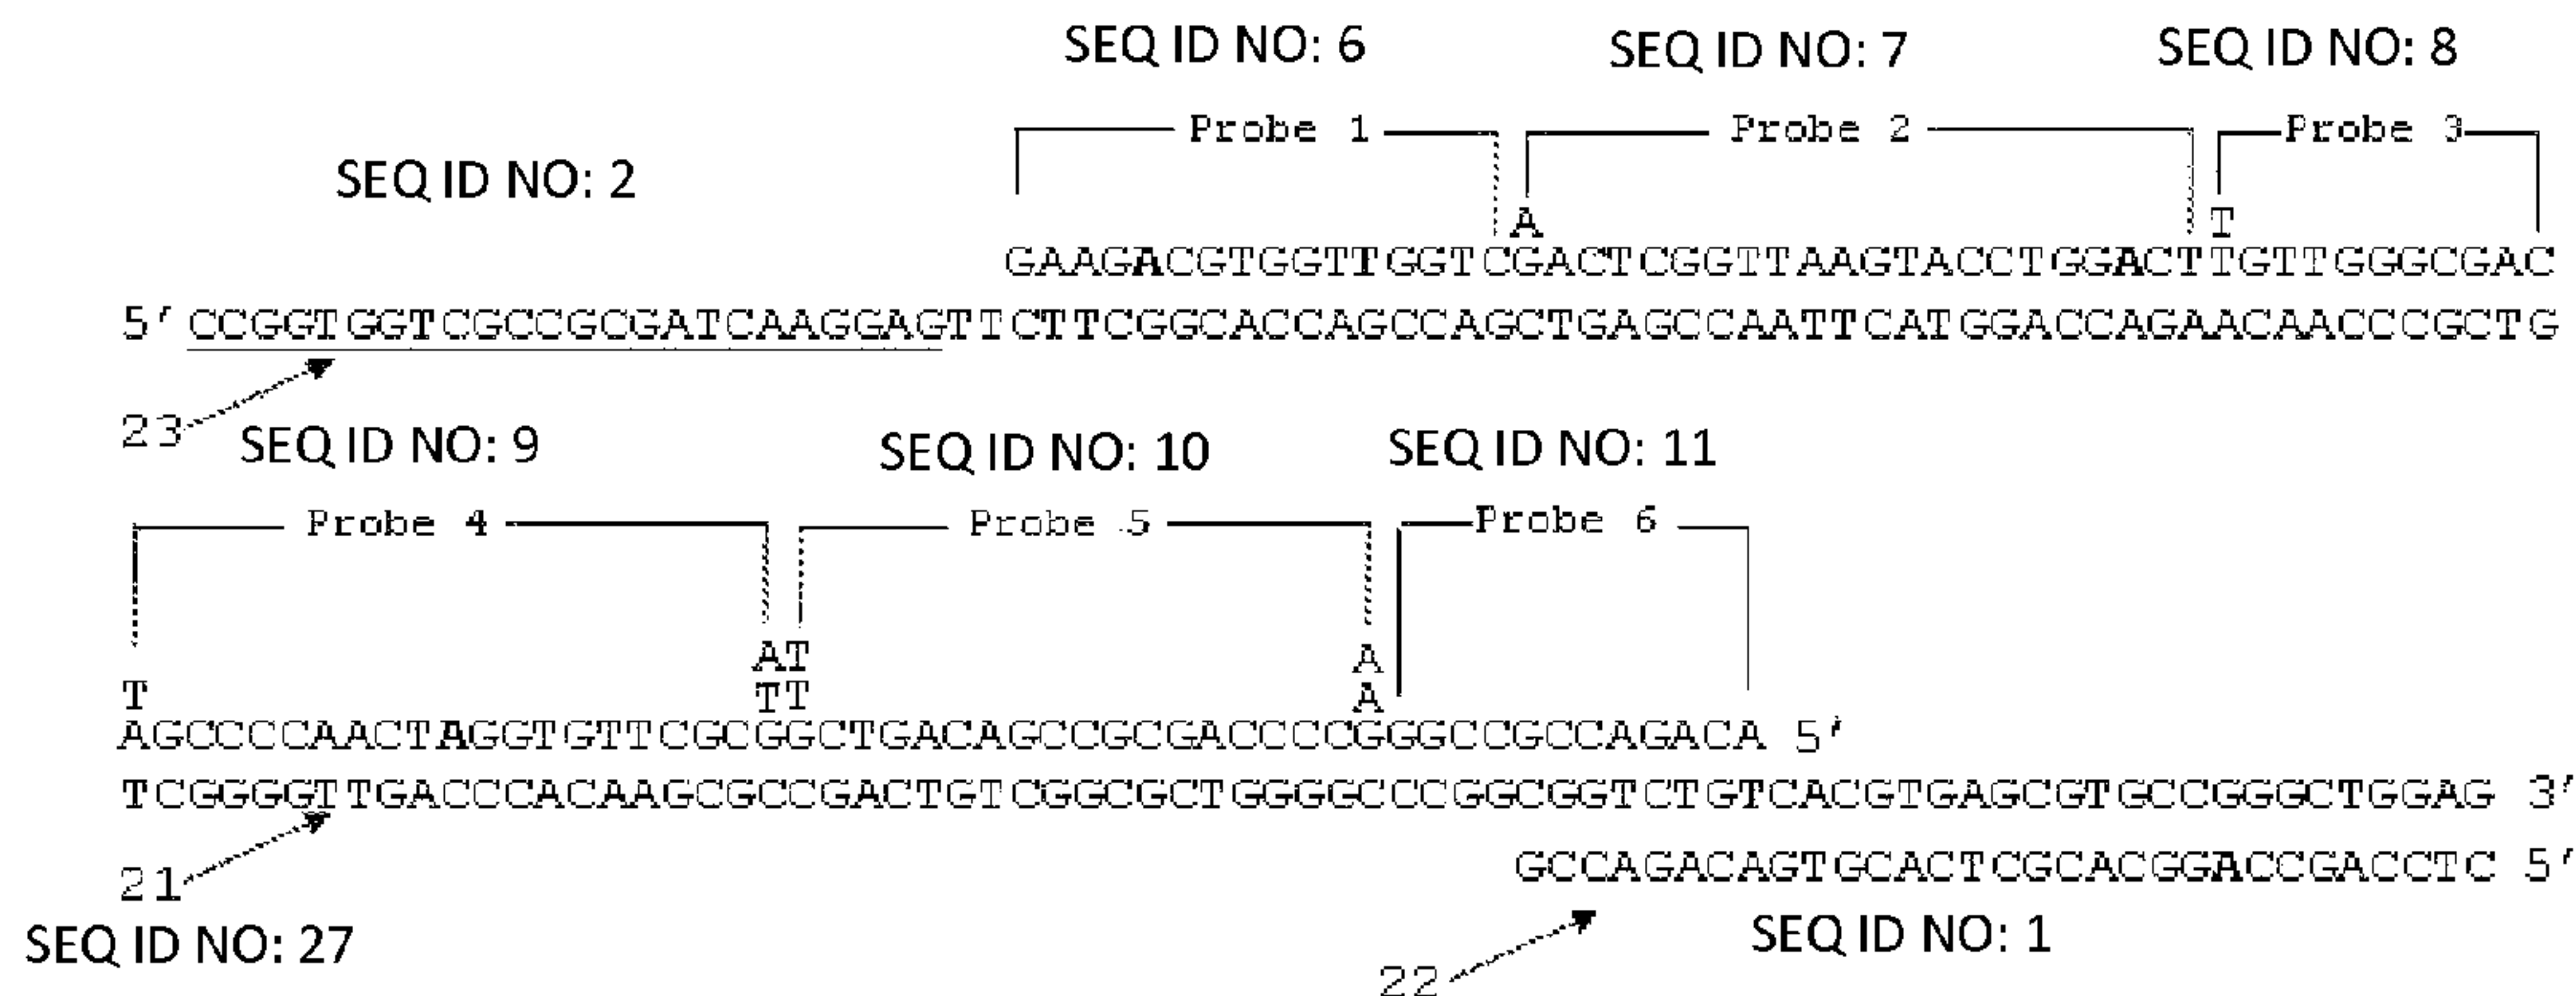 SEQ ID NO: 6 SEQ ID NO: 7 SEQ ID NO: 8
Probe 1 Probe 2 Probe 3
SEQ ID NO: 2
A T
GAAGACGTGGTTGGTCGACTCGGTTAAGTACCTGGACTTGTTGGGCGAC
5' CCGGTGGTCGCCGCGATCAAGGAGTTCTTCGGCACCAGCCAGCTGAGCCAATTCATGGACCAGAACAACCCGCTG
23
SEQ ID NO: 9 SEQ ID NO: 10 SEQ ID NO: 11
Probe 4 Probe 5 Probe 6
AT A
T TT A
AGCCCCAACTAGGTGTTCGCGGCTGACAGCCGCGACCCCGGGCCGCCAGACA 5'
TCGGGGTTGACCCACAAGCGCCGACTGTCGGCGCTGGGGCCCGGCGGTCTGTCACGTGAGCGTGCCGGGCTGGAG 3'
21
GCCAGACAGTGCACTCGCACGGACCGACCTC 5'
SEQ ID NO: 27
22
SEQ ID NO: 1